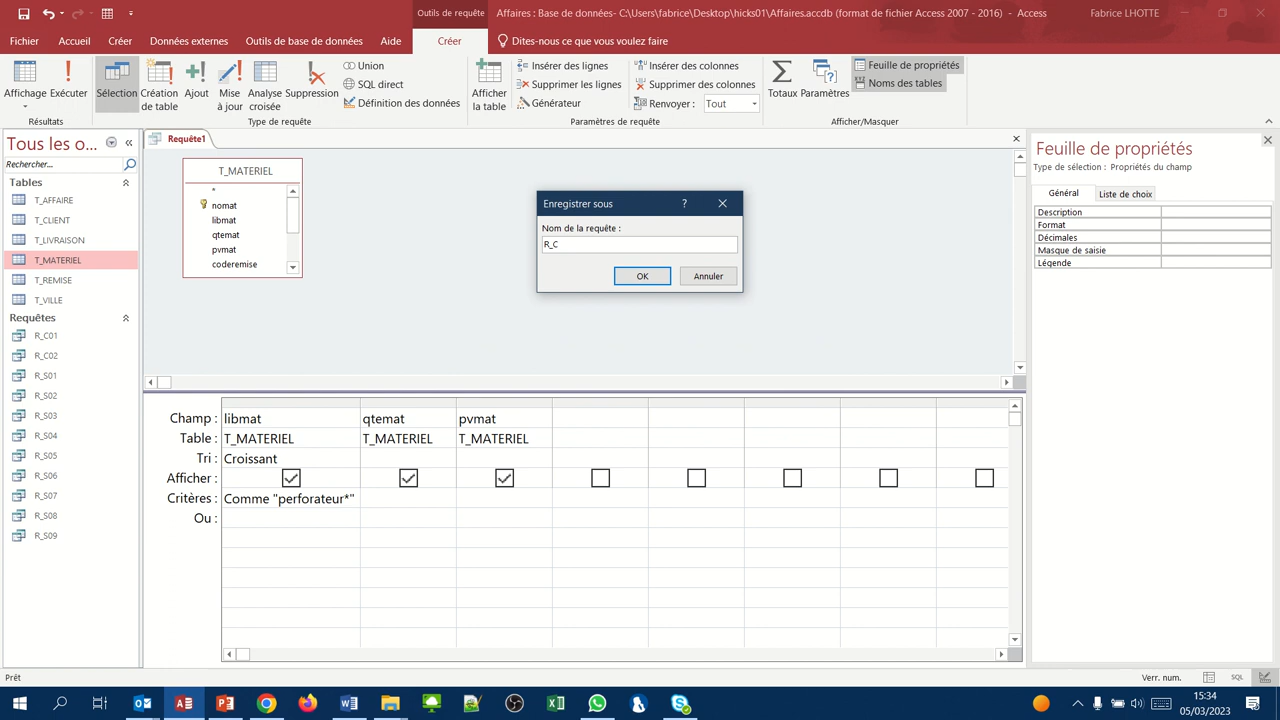 Outils de requête
Affaires : Base de données- C:\Users\fabrice\Desktop\hicks01\Affaires.accdb (format de fichier Access 2007 - 2016) - Access
Fabrice LHOTTE
Fichier
Accueil
Créer
Données externes
Outils de base de données
Aide
Créer
Dites-nous ce que vous voulez faire
Affichage
Exécuter
Résultats
Sélection
Création de table
Ajout
Mise à jour
Analyse croisée
Suppression
Union
SQL direct
Définition des données
Type de requête
Afficher la table
Insérer des lignes
Supprimer les lignes
Générateur
Insérer des colonnes
Supprimer des colonnes
Renvoyer : Tout
Paramètres de requête
Totaux
Paramètres
Feuille de propriétés
Noms des tables
Afficher/Masquer
Tous les o...
Rechercher...
Tables
T_AFFAIRE
T_CLIENT
T_LIVRAISON
T_MATERIEL
T_REMISE
T_VILLE
Requêtes
R_C01
R_C02
R_S01
R_S02
R_S03
R_S04
R_S05
R_S06
R_S07
R_S08
R_S09
Requête1
T_MATERIEL
*
nomat
libmat
qtemat
pvmat
coderemise
Enregistrer sous
?
Nom de la requête :
R_C
OK
Annuler
Champ : libmat qtemat pvmat
Table : T_MATERIEL T_MATERIEL T_MATERIEL
Tri : Croissant
Afficher :
Critères : Comme "perforateur*"
Ou :
Feuille de propriétés
Type de sélection : Propriétés du champ
Général
Liste de choix
Description
Format
Décimales
Masque de saisie
Légende
Prêt
Verr. num.
SQL
15:34
05/03/2023